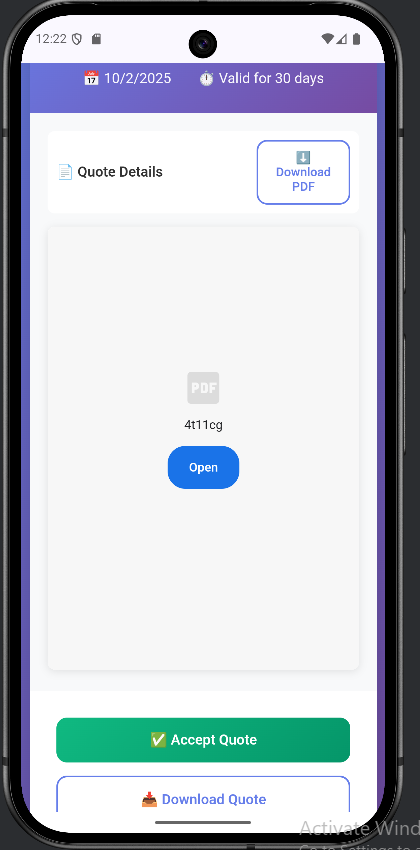 12:22
📅 10/2/2025 ⏱️ Valid for 30 days
📄 Quote Details
⬇️
Download
PDF
PDF
4t11cg
Open
✅ Accept Quote
📥 Download Quote
Activate Wind